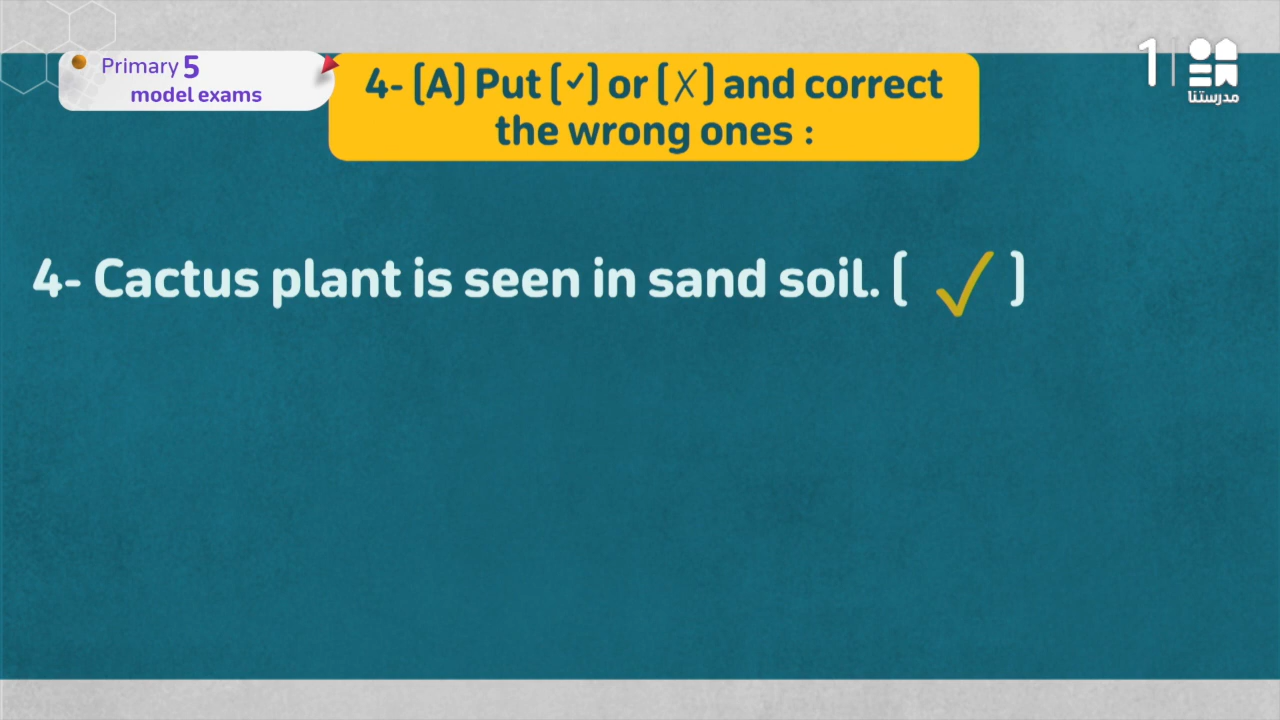 Primary 5
model exams
4- [A] Put [✓] or [X] and correct
the wrong ones :
1
مدرستنا
4- Cactus plant is seen in sand soil. [ ✓ ]